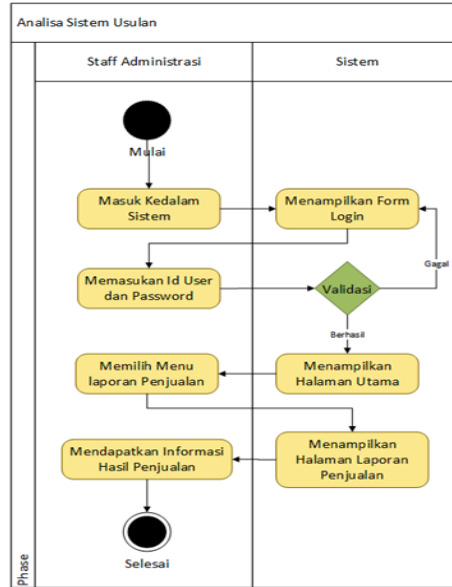 Analisa Sistem Usulan
Staff Administrasi
Sistem
Mulai
Masuk Kedalam
Sistem
Menampilkan Form
Login
Memasukan Id User
dan Password
Validasi
Gagal
Berhasil
Memilih Menu
laporan Penjualan
Menampilkan
Halaman Utama
Menampilkan
Halaman Laporan
Penjualan
Mendapatkan Informasi
Hasil Penjualan
Selesai
Phase